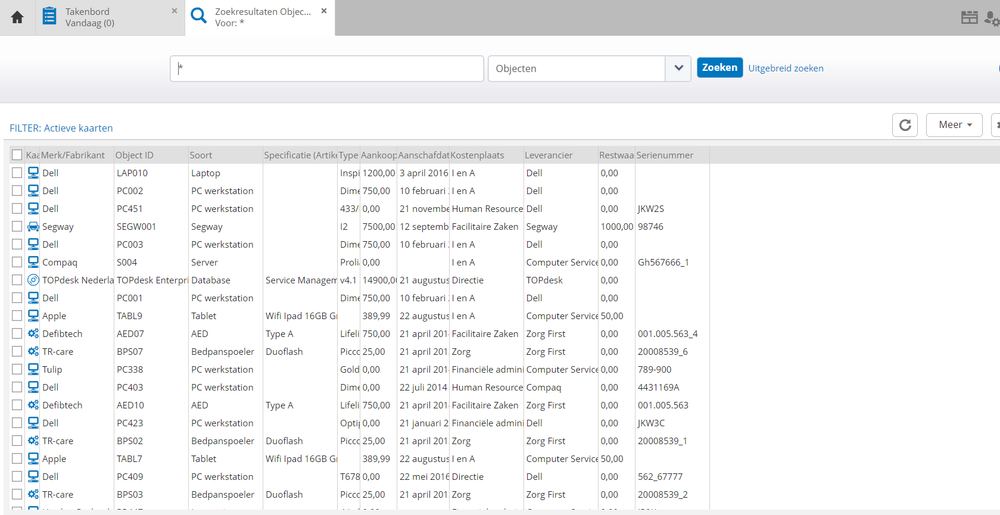 Takenbord
Vandaag (0)
Zoekresultaten Objec...
Voor: *
*
Objecten
Zoeken
Uitgebreid zoeken
FILTER: Actieve kaarten
Meer
Kaa Merk/Fabrikant Object ID Soort Specificatie (Artike Type Aankoop Aanschafdat Kostenplaats Leverancier Restwaa Serienummer
Dell LAP010 Laptop Inspi 1200,00 3 april 2016 I en A Dell 0,00
Dell PC002 PC werkstation Dime 750,00 10 februari I en A Dell 0,00
Dell PC451 PC werkstation 433/ 0,00 21 novembe Human Resource Dell 0,00 JKW2S
Segway SEGW001 Segway I2 7500,00 12 septemb Facilitaire Zaken Segway 1000,00 98746
Dell PC003 PC werkstation Dime 750,00 10 februari I en A Dell 0,00
Compaq S004 Server Proli 0,00 I en A Computer Service 0,00 Gh567666_1
TOPdesk Nederla TOPdesk Enterpri Database Service Managem v4.1 14900,00 21 augustus Directie TOPdesk 0,00
Dell PC001 PC werkstation Dime 750,00 10 februari I en A Dell 0,00
Apple TABL9 Tablet Wifi Ipad 16GB Gr 389,99 22 augustus I en A Computer Service 50,00
Defibtech AED07 AED Type A Lifeli 750,00 21 april 201 Facilitaire Zaken Zorg First 0,00 001.005.563_4
TR-care BPS07 Bedpanspoeler Duoflash Picco 25,00 21 april 201 Zorg Zorg First 0,00 20008539_6
Tulip PC338 PC werkstation Gold 0,00 21 april 201 Financiële admini Computer Service 0,00 789-900
Dell PC403 PC werkstation Dime 0,00 22 juli 2014 Human Resource Compaq 0,00 4431169A
Defibtech AED10 AED Type A Lifeli 750,00 21 april 201 Facilitaire Zaken Zorg First 0,00 001.005.563
Dell PC423 PC werkstation Optip 0,00 21 januari 2 Financiële admini Dell 0,00 JKW3C
TR-care BPS02 Bedpanspoeler Duoflash Picco 25,00 21 april 201 Zorg Zorg First 0,00 20008539_1
Apple TABL7 Tablet Wifi Ipad 16GB Gr 389,99 22 augustus I en A Computer Service 50,00
Dell PC409 PC werkstation T678 0,00 22 mei 2016 Directie Dell 0,00 562_67777
TR-care BPS03 Bedpanspoeler Duoflash Picco 25,00 21 april 201 Zorg Zorg First 0,00 20008539_2